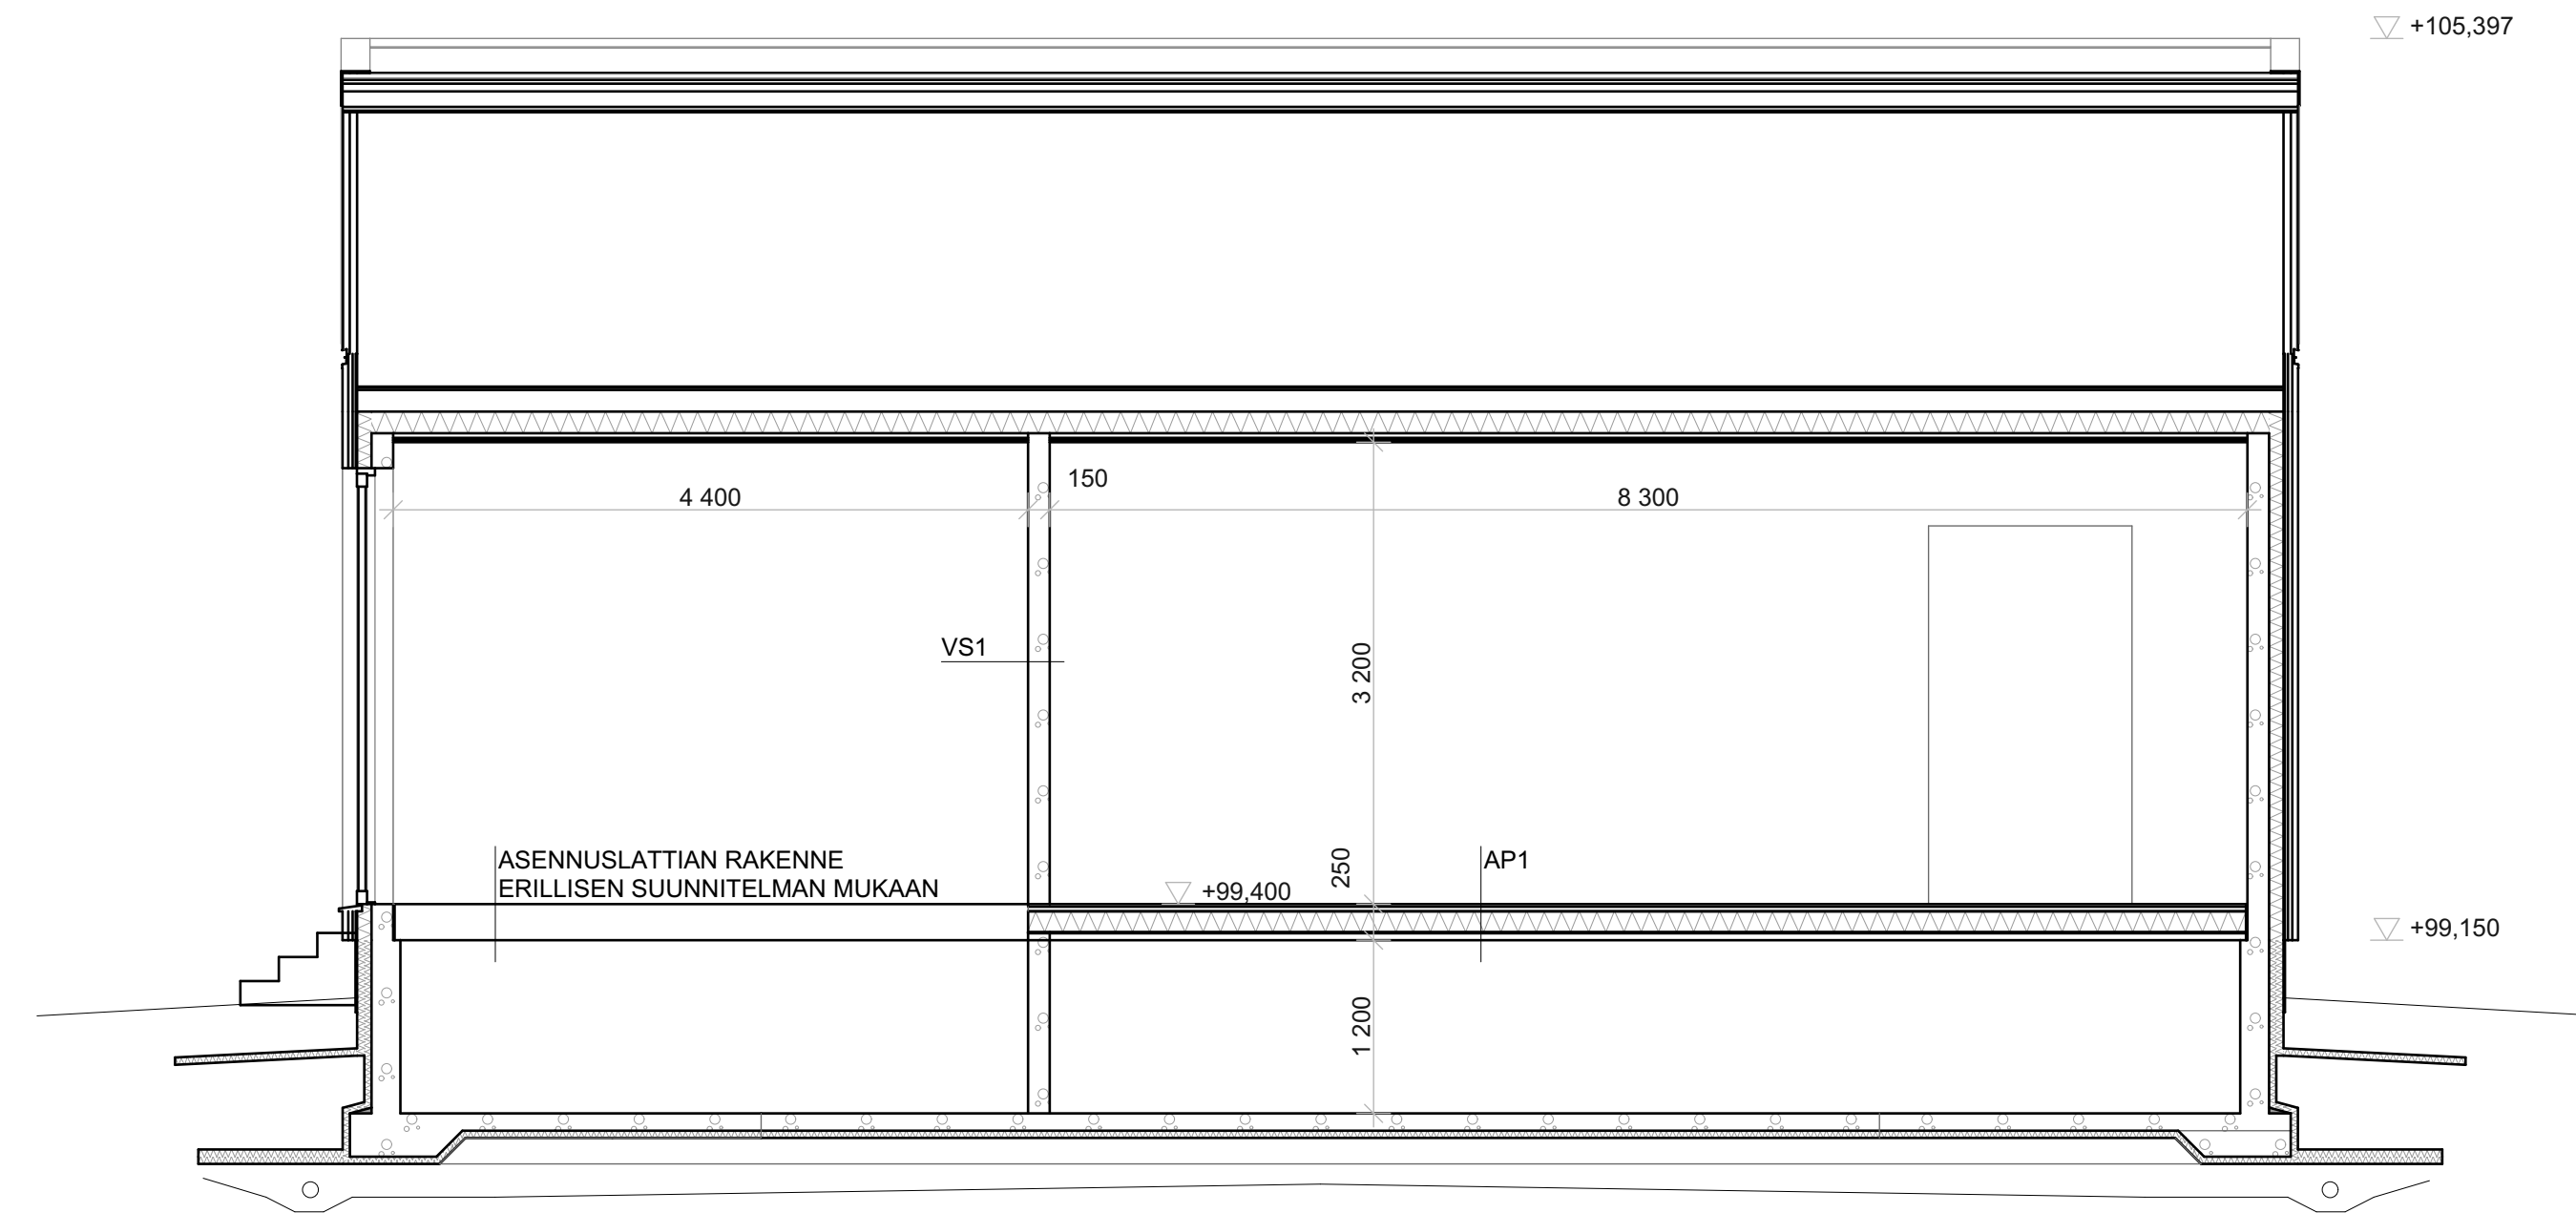 +105,397
150
4 400
8 300
VS1
3 200
ASENNUSLATTIAN RAKENNE
ERILLISEN SUUNNITELMAN MUKAAN
250
AP1
+99,400
+99,150
1 200